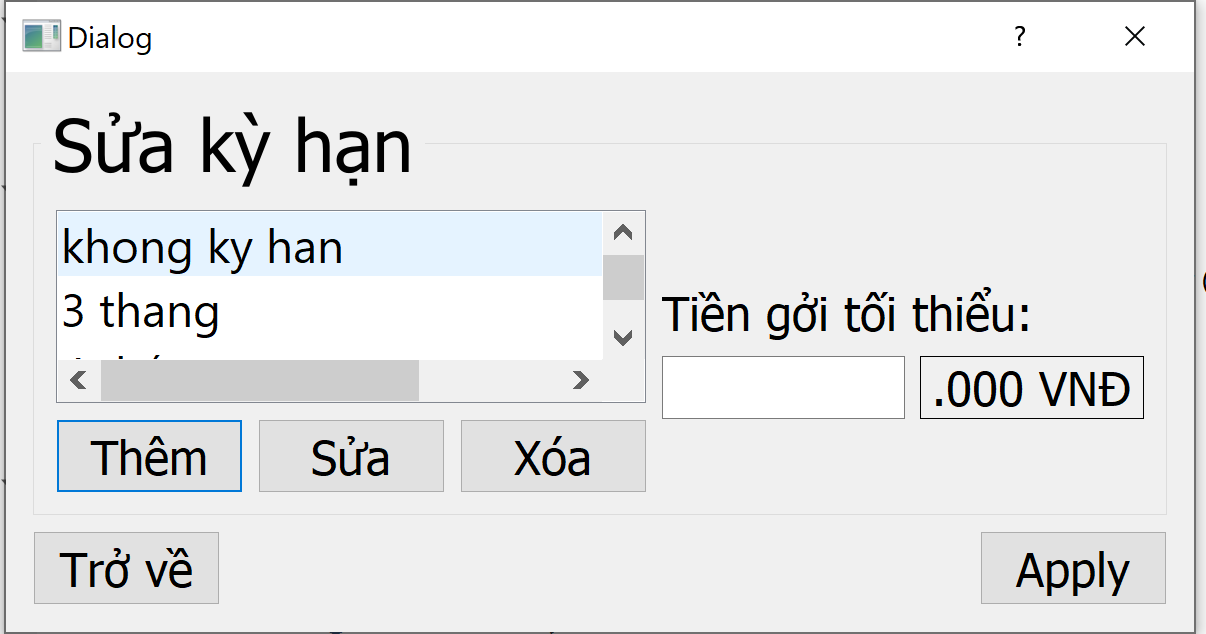 Dialog
?
Sửa kỳ hạn
khong ky han
3 thang
Tiền gởi tối thiểu:
.000 VNĐ
Thêm
Sửa
Xóa
Trở về
Apply